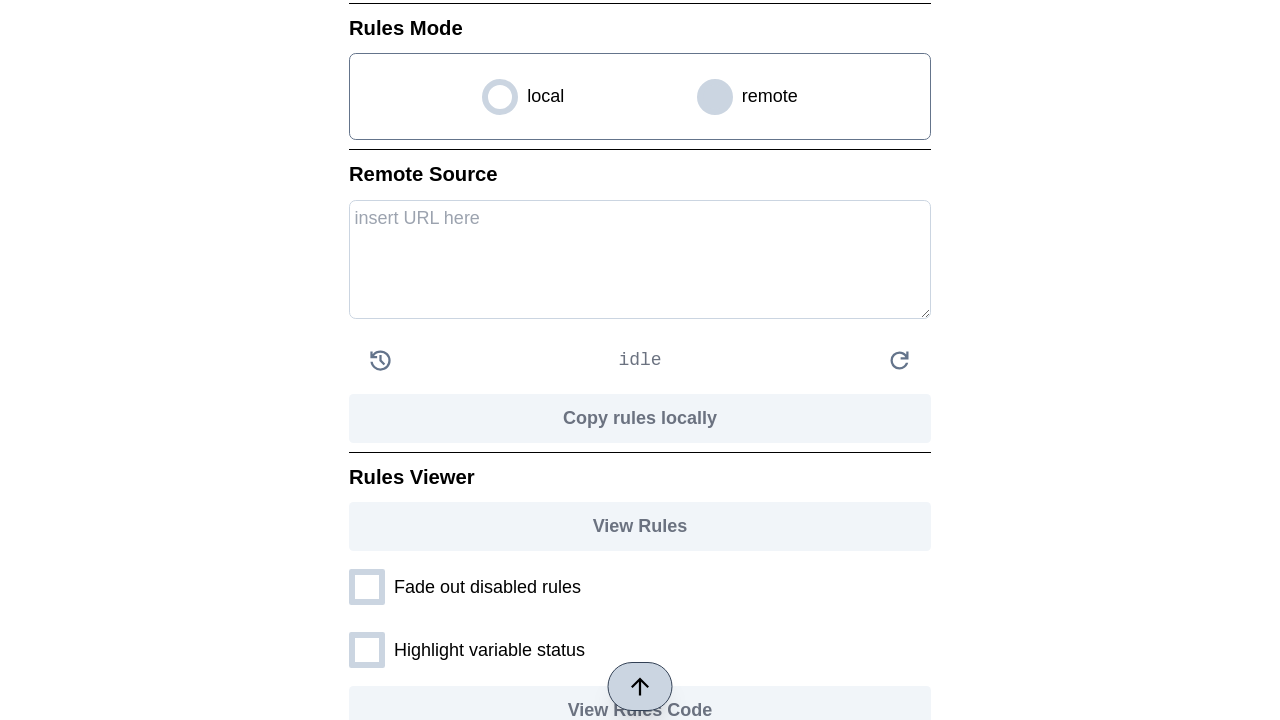 Rules Mode
local
remote
Remote Source
insert URL here
idle
Copy rules locally
Rules Viewer
View Rules
Fade out disabled rules
Highlight variable status
View Rules Code